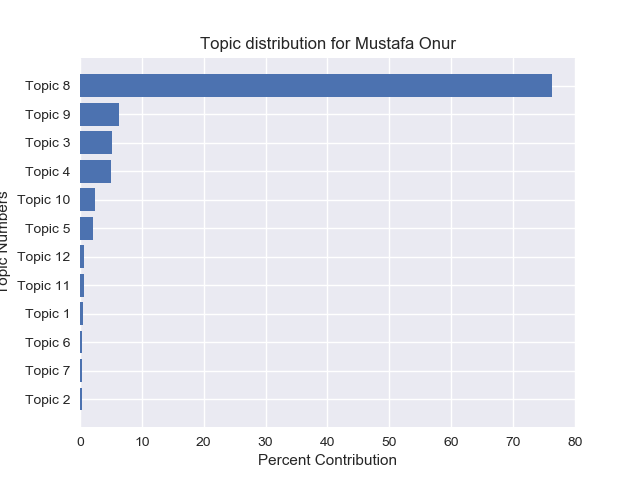 Topic distribution for Mustafa Onur
Topic 8
Topic 9
Topic 3
Topic 4
Topic 10
Topic 5
Topic 12
Topic 11
Topic 1
Topic 6
Topic 7
Topic 2
Topic Numbers
0 10 20 30 40 50 60 70 80
Percent Contribution